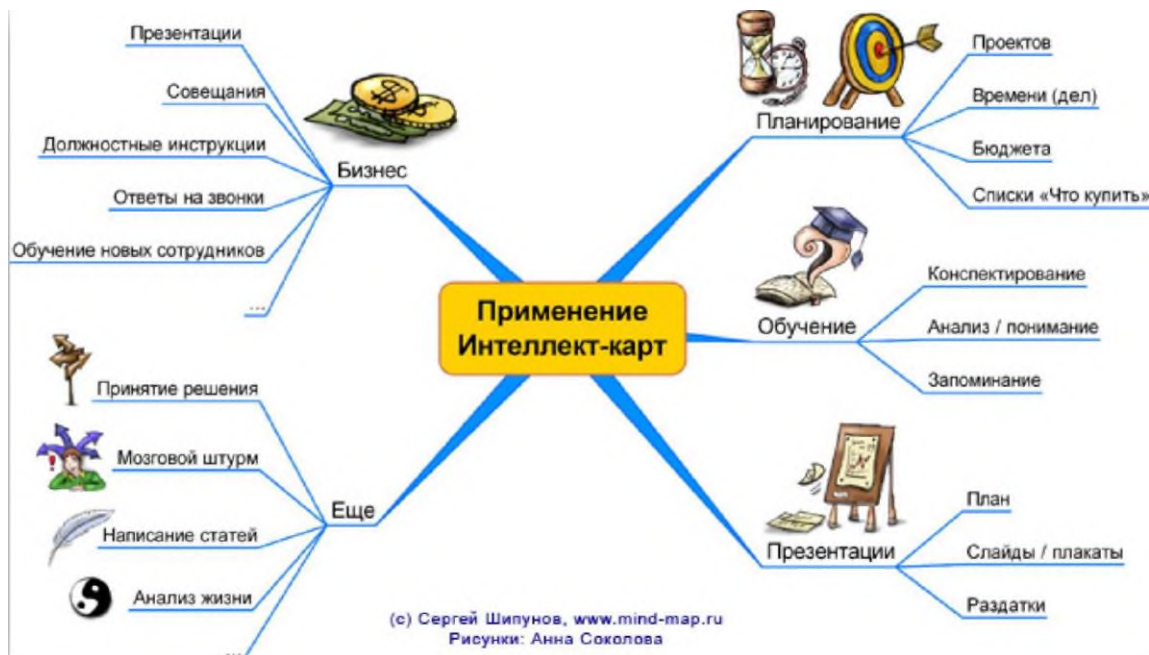 Применение
Интеллект-карт
Планирование
Проектов
Времени (дел)
Бюджета
Списки «Что купить»
Обучение
Конспектирование
Анализ / понимание
Запоминание
Презентации
План
Слайды / плакаты
Раздатки
Бизнес
Презентации
Совещания
Должностные инструкции
Ответы на звонки
Обучение новых сотрудников
...
Еще
Принятие решения
Мозговой штурм
Написание статей
Анализ жизни
...
(с) Сергей Шипунов, www.mind-map.ru
Рисунки: Анна Соколова